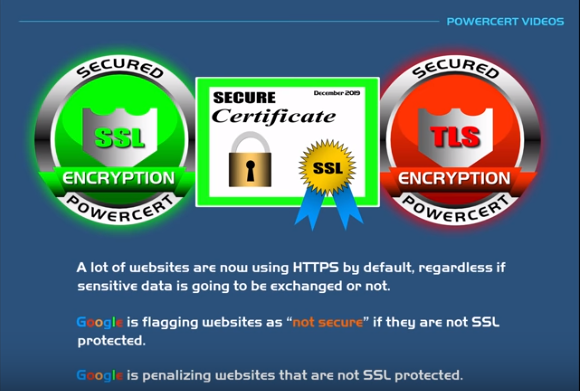 POWERCERT VIDEOS
SECURED
SSL
ENCRYPTION
POWERCERT
SECURE
December 2019
Certificate
SSL
SECURED
TLS
ENCRYPTION
POWERCERT
A lot of websites are now using HTTPS by default, regardless if
sensitive data is going to be exchanged or not.
Google is flagging websites as “not secure” if they are not SSL
protected.
Google is penalizing websites that are not SSL protected.